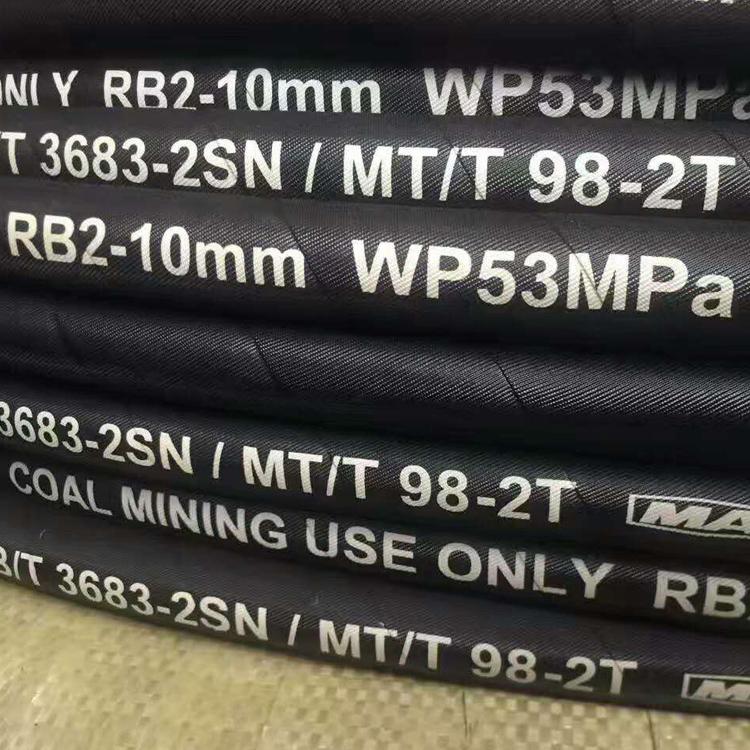 ONLY RB2-10mm WP53MPa
/T 3683-2SN / MT/T 98-2T
RB2-10mm WP53MPa
3683-2SN / MT/T 98-2T MA
COAL MINING USE ONLY RB
B/T 3683-2SN / MT/T 98-2T M